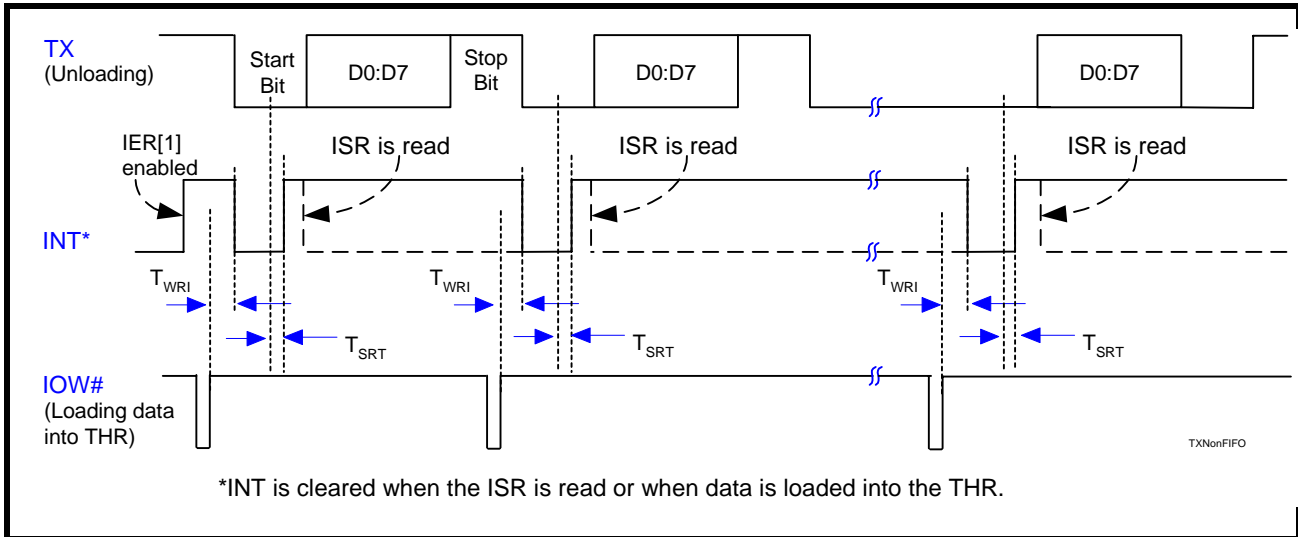 TX
(Unloading)
Start
Bit
D0:D7
Stop
Bit
D0:D7
D0:D7
IER[1]
enabled
ISR is read
ISR is read
ISR is read
INT*
TWRI
TWRI
TWRI
TSRT
TSRT
TSRT
IOW#
(Loading data
into THR)
TXNonFIFO
*INT is cleared when the ISR is read or when data is loaded into the THR.